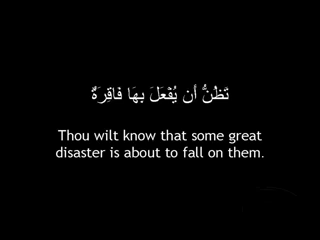 تَظُنُّ أَن يُفْعَلَ بِهَا فَاقِرَةٌ
Thou wilt know that some great
disaster is about to fall on them.